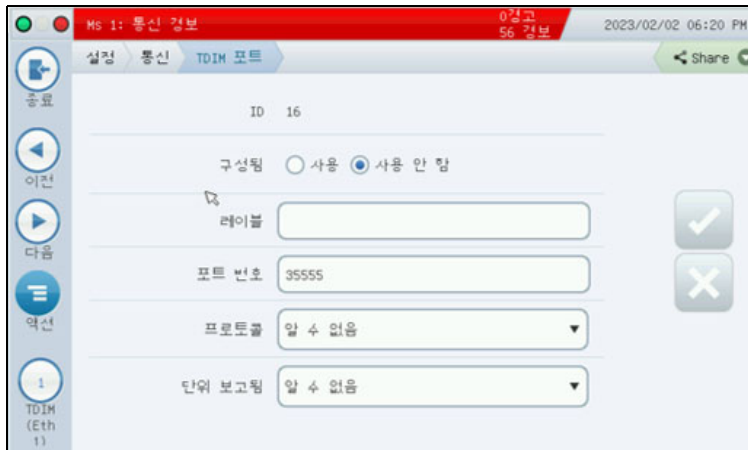 Ms 1: 통신 경보
0경고
56 경보
2023/02/02 06:20 PM
종료
설정
통신
TDIM 포트
Share
ID 16
구성됨 사용 사용 안 함
이전
레이블
다음
포트 번호 35555
액션
프로토콜 알 수 없음
단위 보고됨 알 수 없음
1
TDIM
(Eth
1)